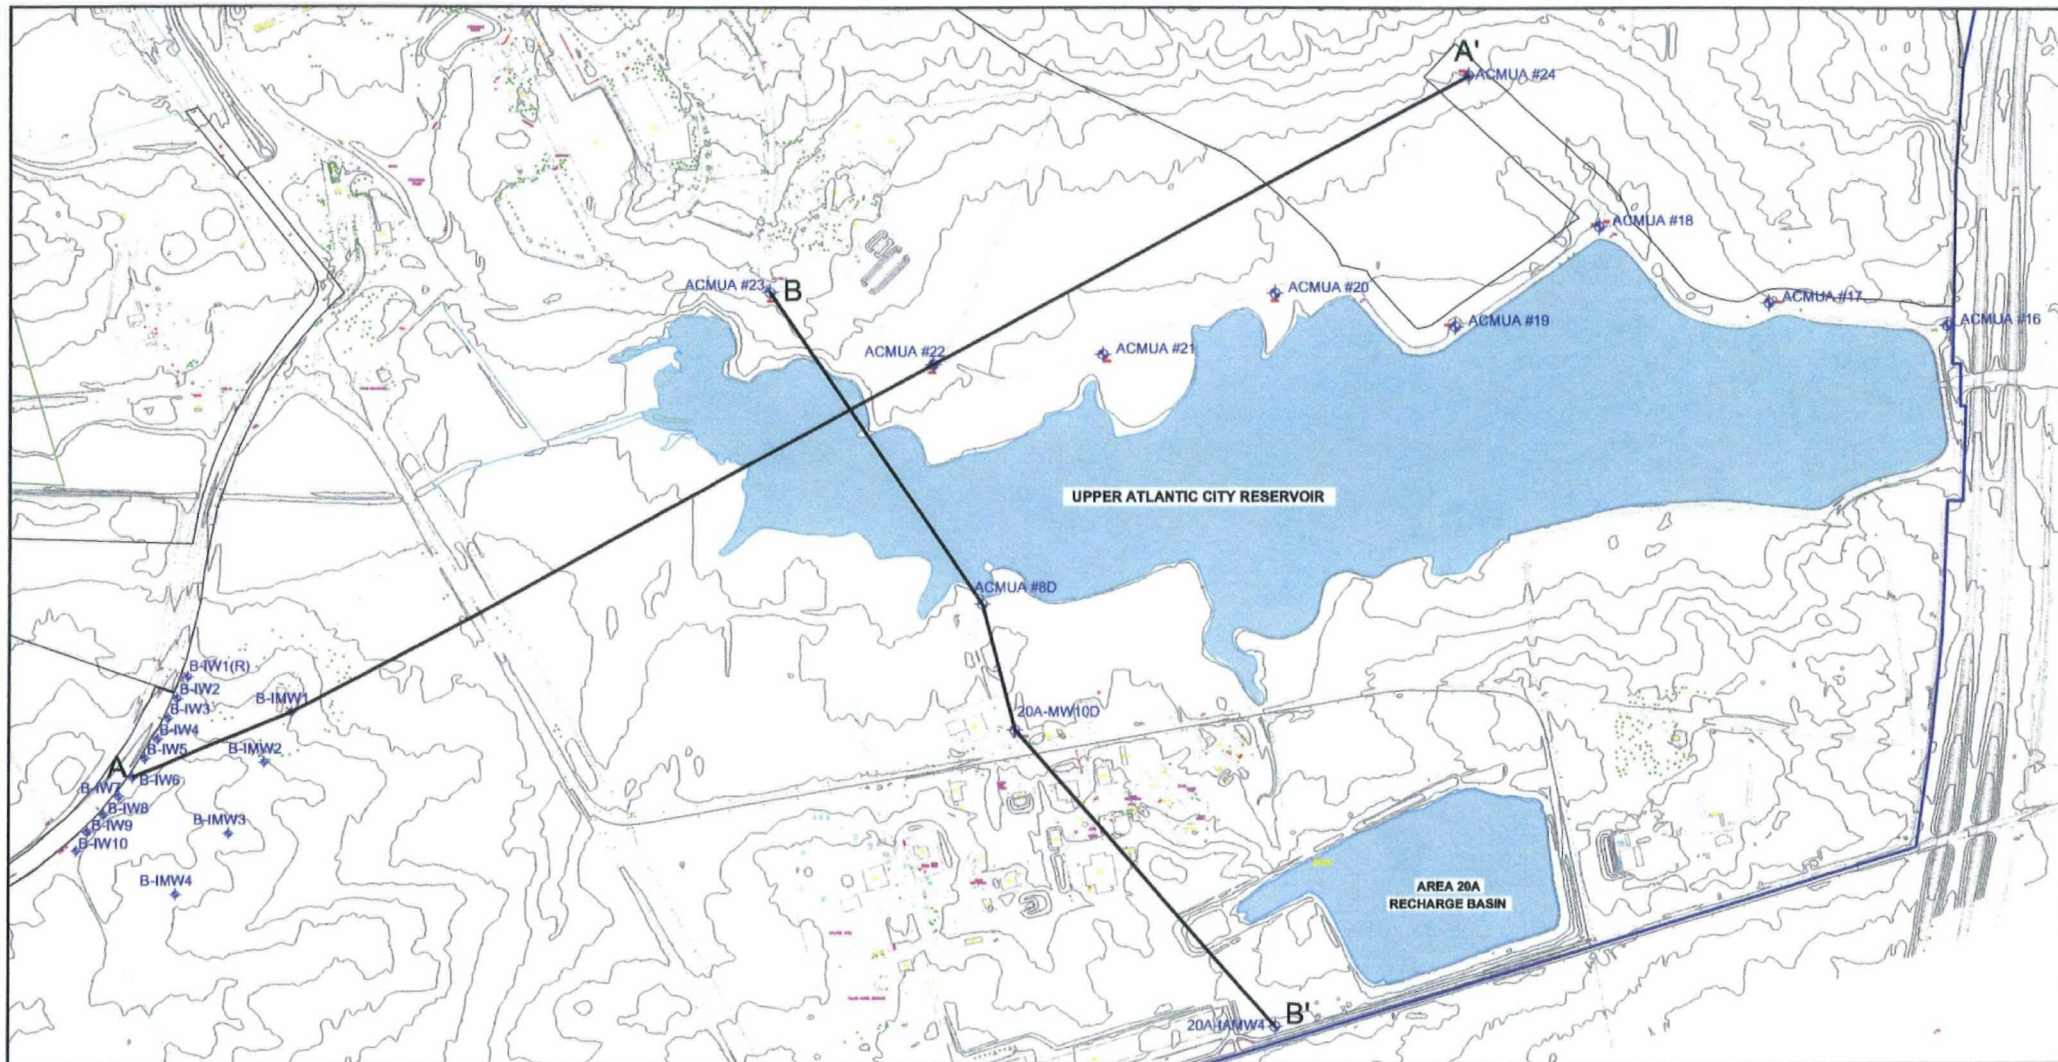 A'
ACMUA #24
ACMUA #18
ACMUA #23
B
ACMUA #20
ACMUA #17
ACMUA #19
ACMUA #16
ACMUA #22
ACMUA #21
UPPER ATLANTIC CITY RESERVOIR
ACMUA #8D
B-IW1(R)
B-IW2
B-IMW1
B-IW3
20A-MW10D
B-IW4
B-IW5
B-IMW2
A
B-IW6
B-IW7
B-IW8
B-IW9
B-IMW3
B-IW10
B-IMW4
AREA 20A
RECHARGE BASIN
B'
20A-IAMW4